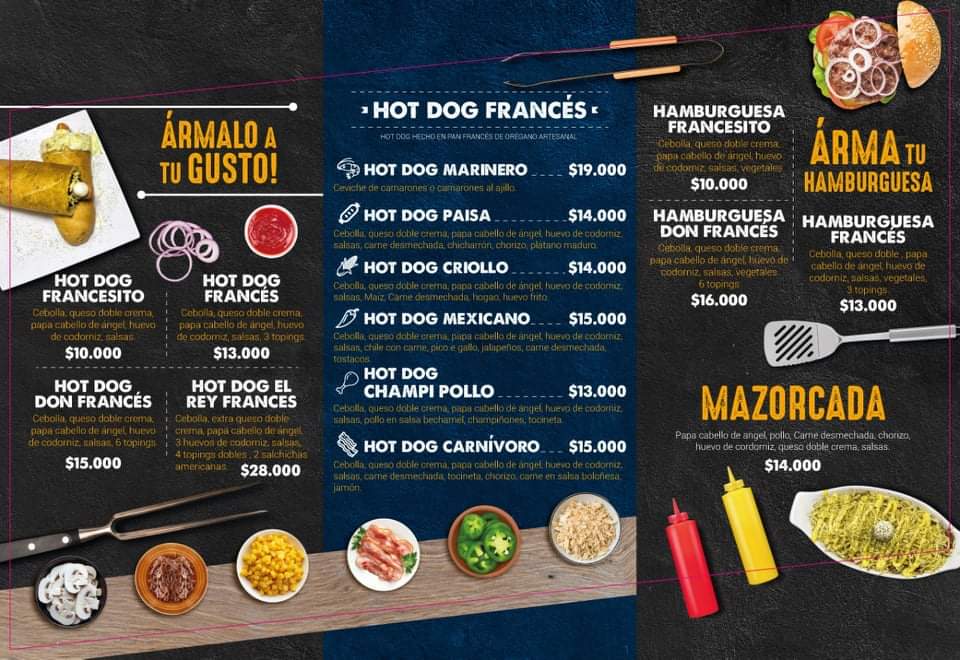 ÁRMALO A
TU GUSTO!
HOT DOG
FRANCESITO
Cebolla, queso doble crema,
papa cabello de ángel, huevo
de codorniz, salsas.
$10.000
HOT DOG
FRANCÉS
Cebolla, queso doble crema,
papa cabello de ángel, huevo
de codorniz, salsas, 3 topings.
$13.000
HOT DOG
DON FRANCÉS
Cebolla, queso doble crema,
papa cabello de ángel, huevo
de codorniz, salsas, 6 topings
$15.000
HOT DOG EL
REY FRANCES
Cebolla, extra queso doble
crema, papa cabello de ángel,
3 huevos de codorniz, salsas,
4 topings dobles , 2 salchichas
americanas.
$28.000
HOT DOG FRANCÉS
HOT DOG HECHO EN PAN FRANCÉS DE ORÉGANO ARTESANAL
HOT DOG MARINERO $19.000
Ceviche de camarones o camarones al ajillo.
HOT DOG PAISA $14.000
Cebolla, queso doble crema, papa cabello de ángel, huevo de codorniz,
salsas, carne desmechada, chicharrón, chorizo, plátano maduro.
HOT DOG CRIOLLO $14.000
Cebolla, queso doble crema, papa cabello de ángel, huevo de codorniz,
salsas, Maiz, Carne desmechada, hogao, huevo frito.
HOT DOG MEXICANO $15.000
Cebolla, queso doble crema, papa cabello de ángel, huevo de codorniz,
salsas, chile con carne, pico e gallo, jalapeños, carne desmechada,
tostacos.
HOT DOG
CHAMPI POLLO $13.000
Cebolla, queso doble crema, papa cabello de ángel, huevo de codorniz,
salsas, pollo en salsa bechamel, champiñones, tocineta.
HOT DOG CARNÍVORO $15.000
Cebolla, queso doble crema, papa cabello de ángel, huevo de codorniz,
salsas, carne desmechada, tocineta, chorizo, carne en salsa boloñesa,
jamón.
HAMBURGUESA
FRANCESITO
Cebolla, queso doble crema,
papa cabello de ángel, huevo
de codorniz, salsas, vegetales
$10.000
HAMBURGUESA
DON FRANCÉS
Cebolla, queso doble crema,
papa cabello de ángel, huevo de
codorniz, salsas, vegetales.
6 topings
$16.000
ÁRMA TU
HAMBURGUESA
HAMBURGUESA
FRANCÉS
Cebolla, queso doble , papa
cabello de ángel, huevo de
codorniz, salsas, vegetales,
3 topings.
$13.000
MAZORCADA
Papa cabello de angel, pollo, Carne desmechada, chorizo,
huevo de cordorniz, queso doble crema, salsas.
$14.000